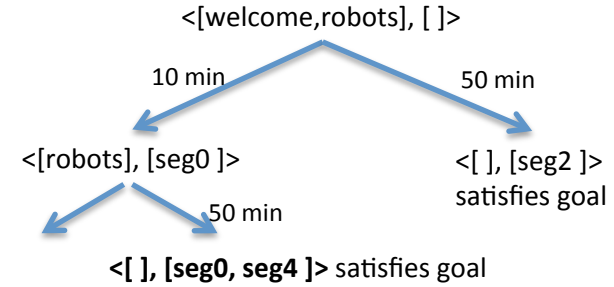 <[welcome,robots], [ ]>
10 min
50 min
<[robots], [seg0 ]>
<[ ], [seg2 ]>
satisfies goal
50 min
<[ ], [seg0, seg4 ]> satisfies goal